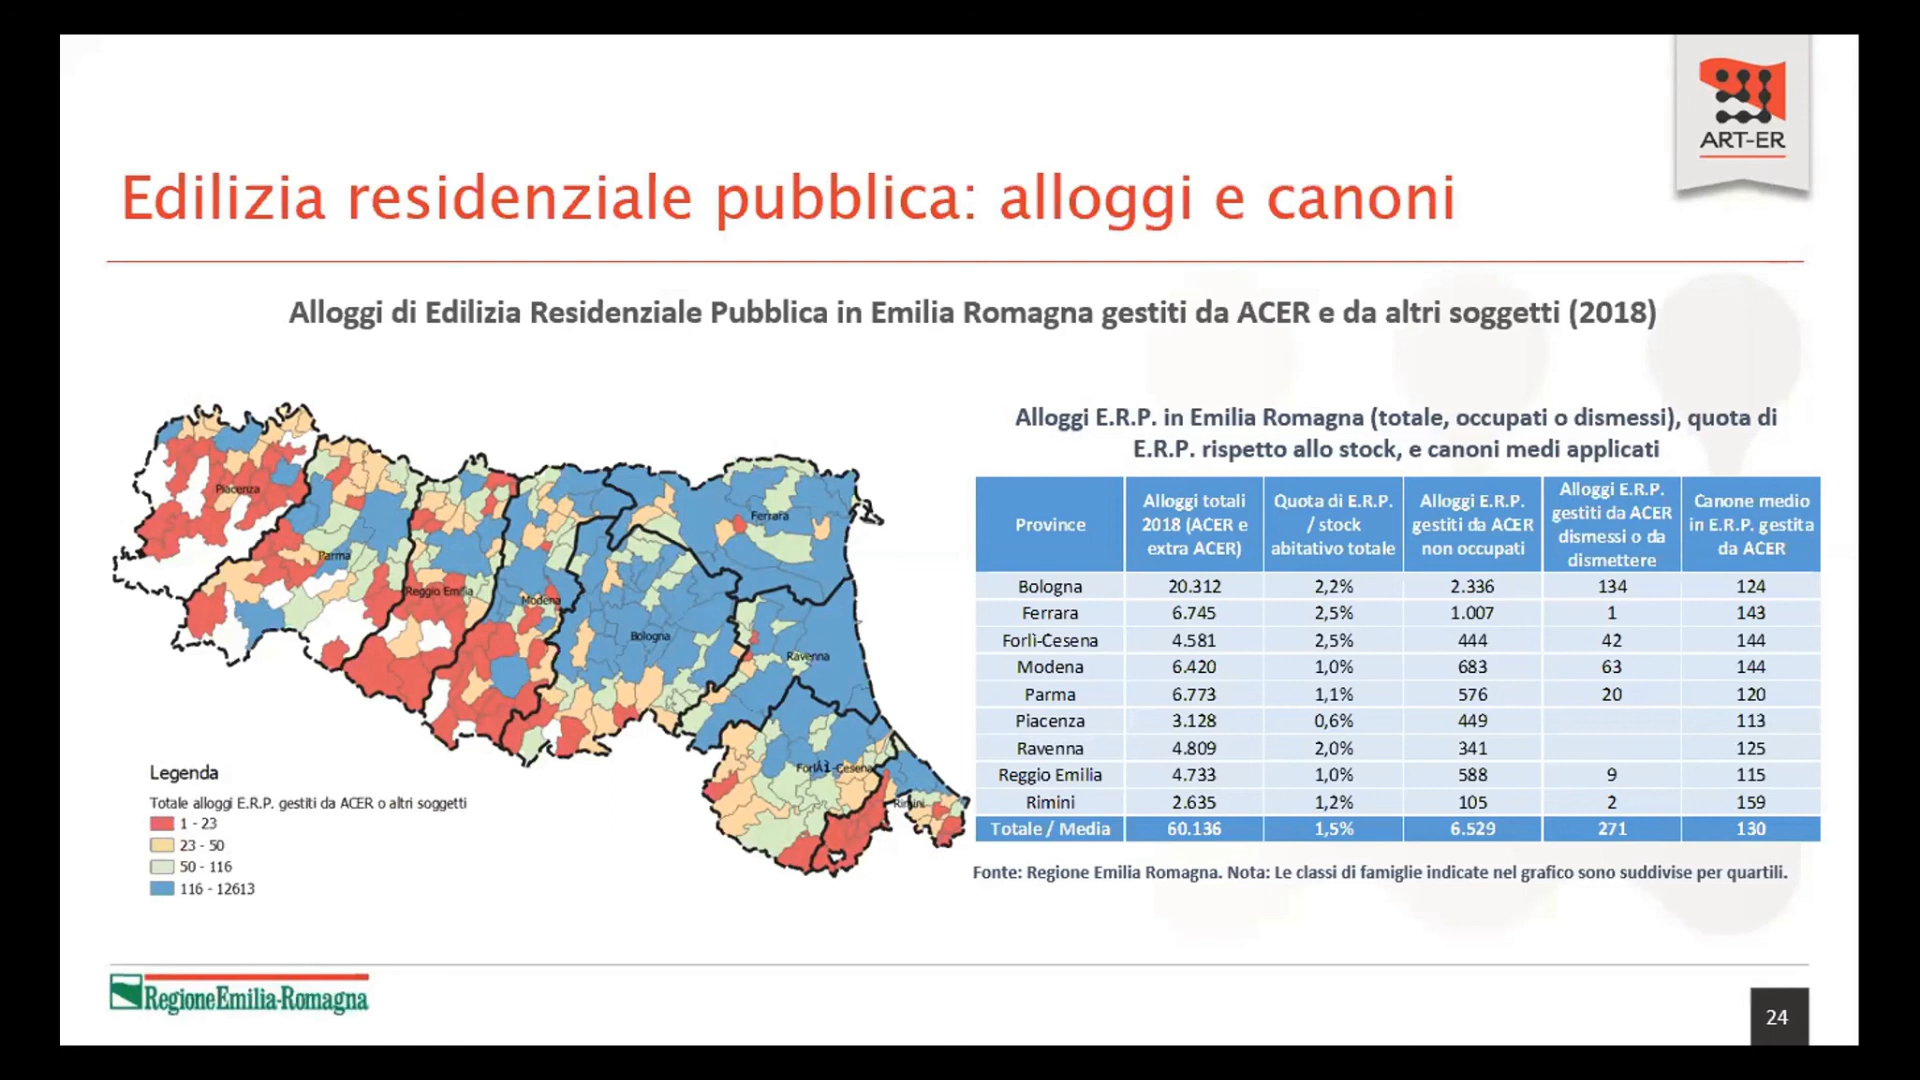 ART-ER
Edilizia residenziale pubblica: alloggi e canoni
Alloggi di Edilizia Residenziale Pubblica in Emilia Romagna gestiti da ACER e da altri soggetti (2018)
Piacenza
Parma
Reggio Emilia
Modena
Bologna
Ferrara
Ravenna
ForlÃ¬-Cesena
Rimini
Legenda
Totale alloggi E.R.P. gestiti da ACER o altri soggetti
1 - 23
23 - 50
50 - 116
116 - 12613
Alloggi E.R.P. in Emilia Romagna (totale, occupati o dismessi), quota di
E.R.P. rispetto allo stock, e canoni medi applicati
Province
Alloggi totali
2018 (ACER e
extra ACER)
Quota di E.R.P.
/ stock
abitativo totale
Alloggi E.R.P.
gestiti da ACER
non occupati
Alloggi E.R.P.
gestiti da ACER
dismessi o da
dismettere
Canone medio
in E.R.P. gestita
da ACER
Bologna 20.312 2,2% 2.336 134 124
Ferrara 6.745 2,5% 1.007 1 143
Forlì-Cesena 4.581 2,5% 444 42 144
Modena 6.420 1,0% 683 63 144
Parma 6.773 1,1% 576 20 120
Piacenza 3.128 0,6% 449 113
Ravenna 4.809 2,0% 341 125
Reggio Emilia 4.733 1,0% 588 9 115
Rimini 2.635 1,2% 105 2 159
Totale / Media 60.136 1,5% 6.529 271 130
Fonte: Regione Emilia Romagna. Nota: Le classi di famiglie indicate nel grafico sono suddivise per quartili.
RegioneEmilia-Romagna
24